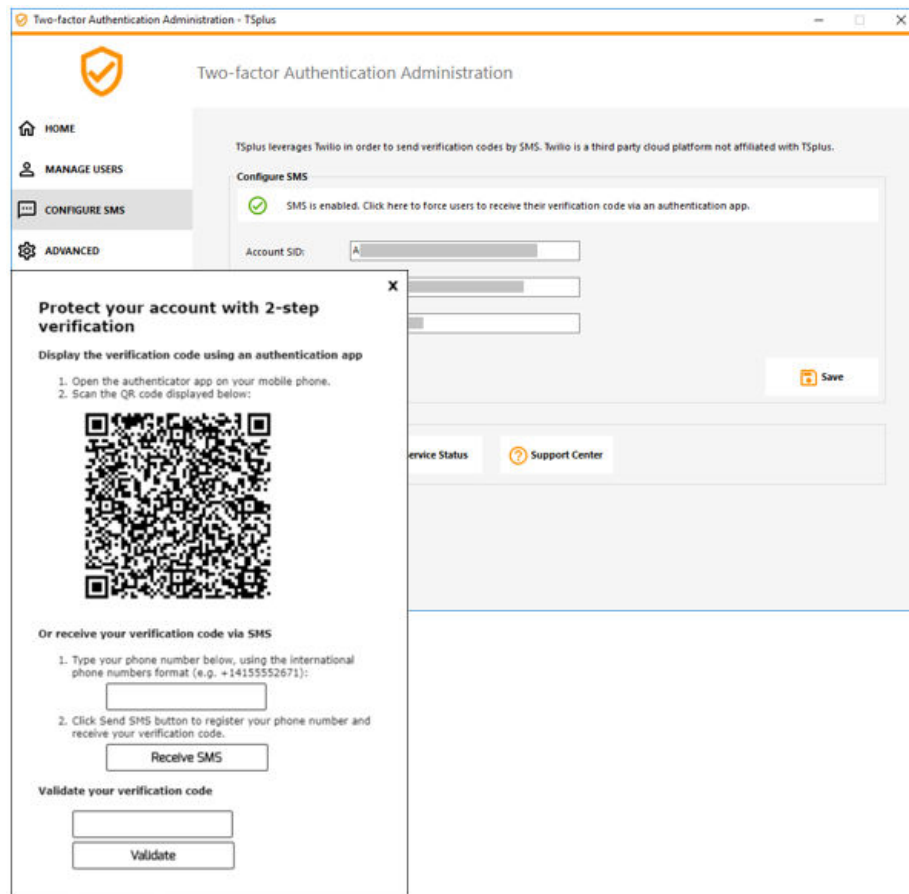 Two-factor Authentication Administration - TSplus
Two-factor Authentication Administration
HOME
MANAGE USERS
CONFIGURE SMS
ADVANCED
TSplus leverages Twilio in order to send verification codes by SMS. Twilio is a third party cloud platform not affiliated with TSplus.
Configure SMS
SMS is enabled. Click here to force users to receive their verification code via an authentication app.
Account SID:
A
Save
Service Status
Support Center
X
Protect your account with 2-step
verification
Display the verification code using an authentication app
1. Open the authenticator app on your mobile phone.
2. Scan the QR code displayed below:
Or receive your verification code via SMS
1. Type your phone number below, using the international
phone numbers format (e.g. +14155552671):
2. Click Send SMS button to register your phone number and
receive your verification code.
Receive SMS
Validate your verification code
Validate